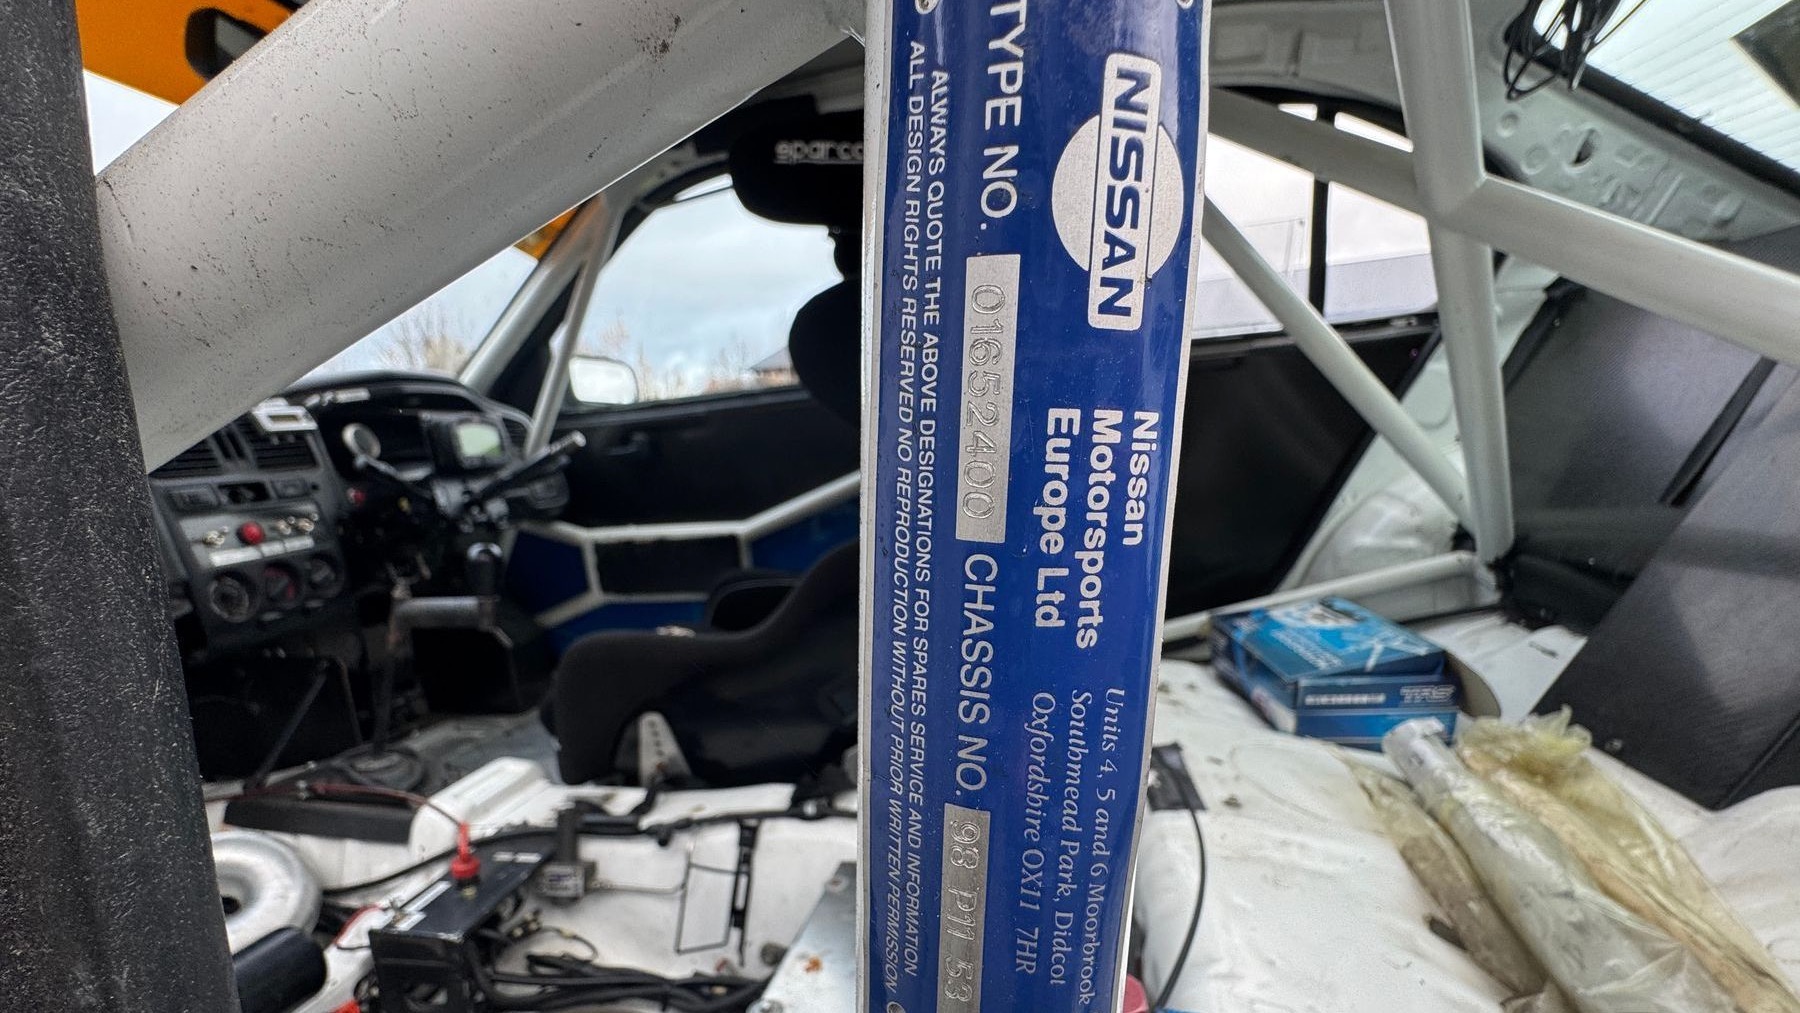 NISSAN
Nissan
Motorsports
Europe Ltd
Units 4, 5 and 6 Moorbrook
Southmead Park, Didcot
Oxfordshire OX11 7HR
TYPE NO. 01652400 CHASSIS NO. 98 D11 53
ALWAYS QUOTE THE ABOVE DESIGNATIONS FOR SPARES SERVICE AND INFORMATION
ALL DESIGN RIGHTS RESERVED NO REPRODUCTION WITHOUT PRIOR WRITTEN PERMISSION
sparco
TRS